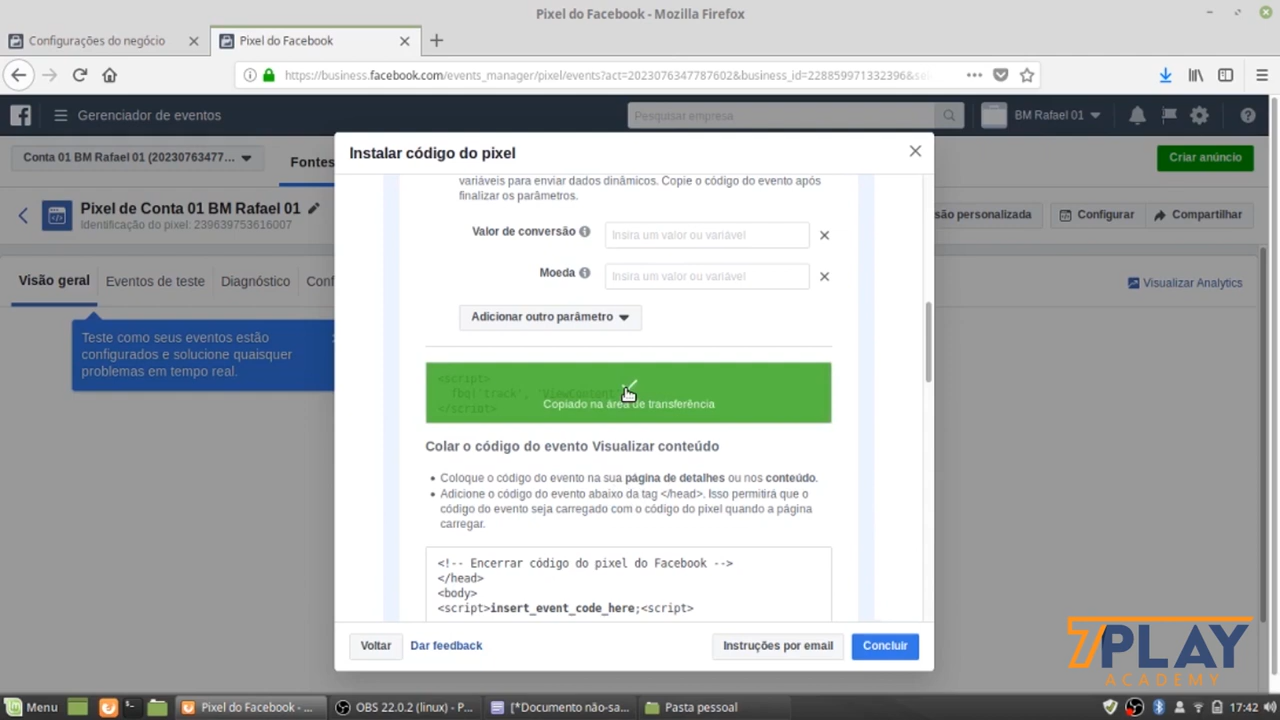 Pixel do Facebook - Mozilla Firefox
Configurações do negócio
Pixel do Facebook
https://business.facebook.com/events_manager/pixel/events?act=2023076347787602&business_id=228859971332396&se
Gerenciador de eventos
Pesquisar empresa
BM Rafael 01
Conta 01 BM Rafael 01 (20230763477...
Fontes
Criar anúncio
Pixel de Conta 01 BM Rafael 01
Identificação do pixel: 239639753616007
são personalizada
Configurar
Compartilhar
Visão geral
Eventos de teste
Diagnóstico
Conf
Visualizar Analytics
Teste como seus eventos estão
configurados e solucione quaisquer
problemas em tempo real.
Instalar código do pixel
variáveis para enviar dados dinâmicos. Copie o código do evento após
finalizar os parâmetros.
Valor de conversão
Insira um valor ou variável
Moeda
Insira um valor ou variável
Adicionar outro parâmetro
<script>
fbq('track', 'ViewContent
</script>
Copiado na área de transferência
Colar o código do evento Visualizar conteúdo
• Coloque o código do evento na sua página de detalhes ou nos conteúdo.
• Adicione o código do evento abaixo da tag </head>. Isso permitirá que o
código do evento seja carregado com o código do pixel quando a página
carregar.
<!-- Encerrar código do pixel do Facebook -->
</head>
<body>
<script>insert_event_code_here;<script>
Voltar
Dar feedback
Instruções por email
Concluir
7PLAY
ACADEMY
Menu
Pixel do Facebook - ...
OBS 22.0.2 (linux) - P...
[*Documento não-sa...
Pasta pessoal
17:42